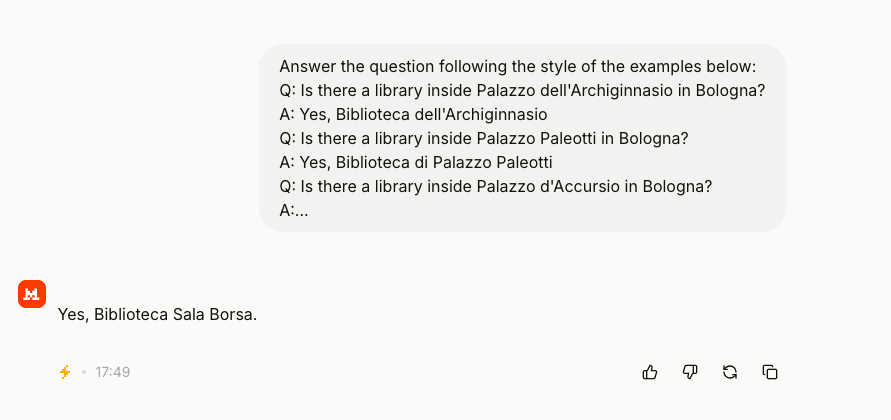 Answer the question following the style of the examples below:
Q: Is there a library inside Palazzo dell'Archiginnasio in Bologna?
A: Yes, Biblioteca dell'Archiginnasio
Q: Is there a library inside Palazzo Paleotti in Bologna?
A: Yes, Biblioteca di Palazzo Paleotti
Q: Is there a library inside Palazzo d'Accursio in Bologna?
A:...
Yes, Biblioteca Sala Borsa.
17:49